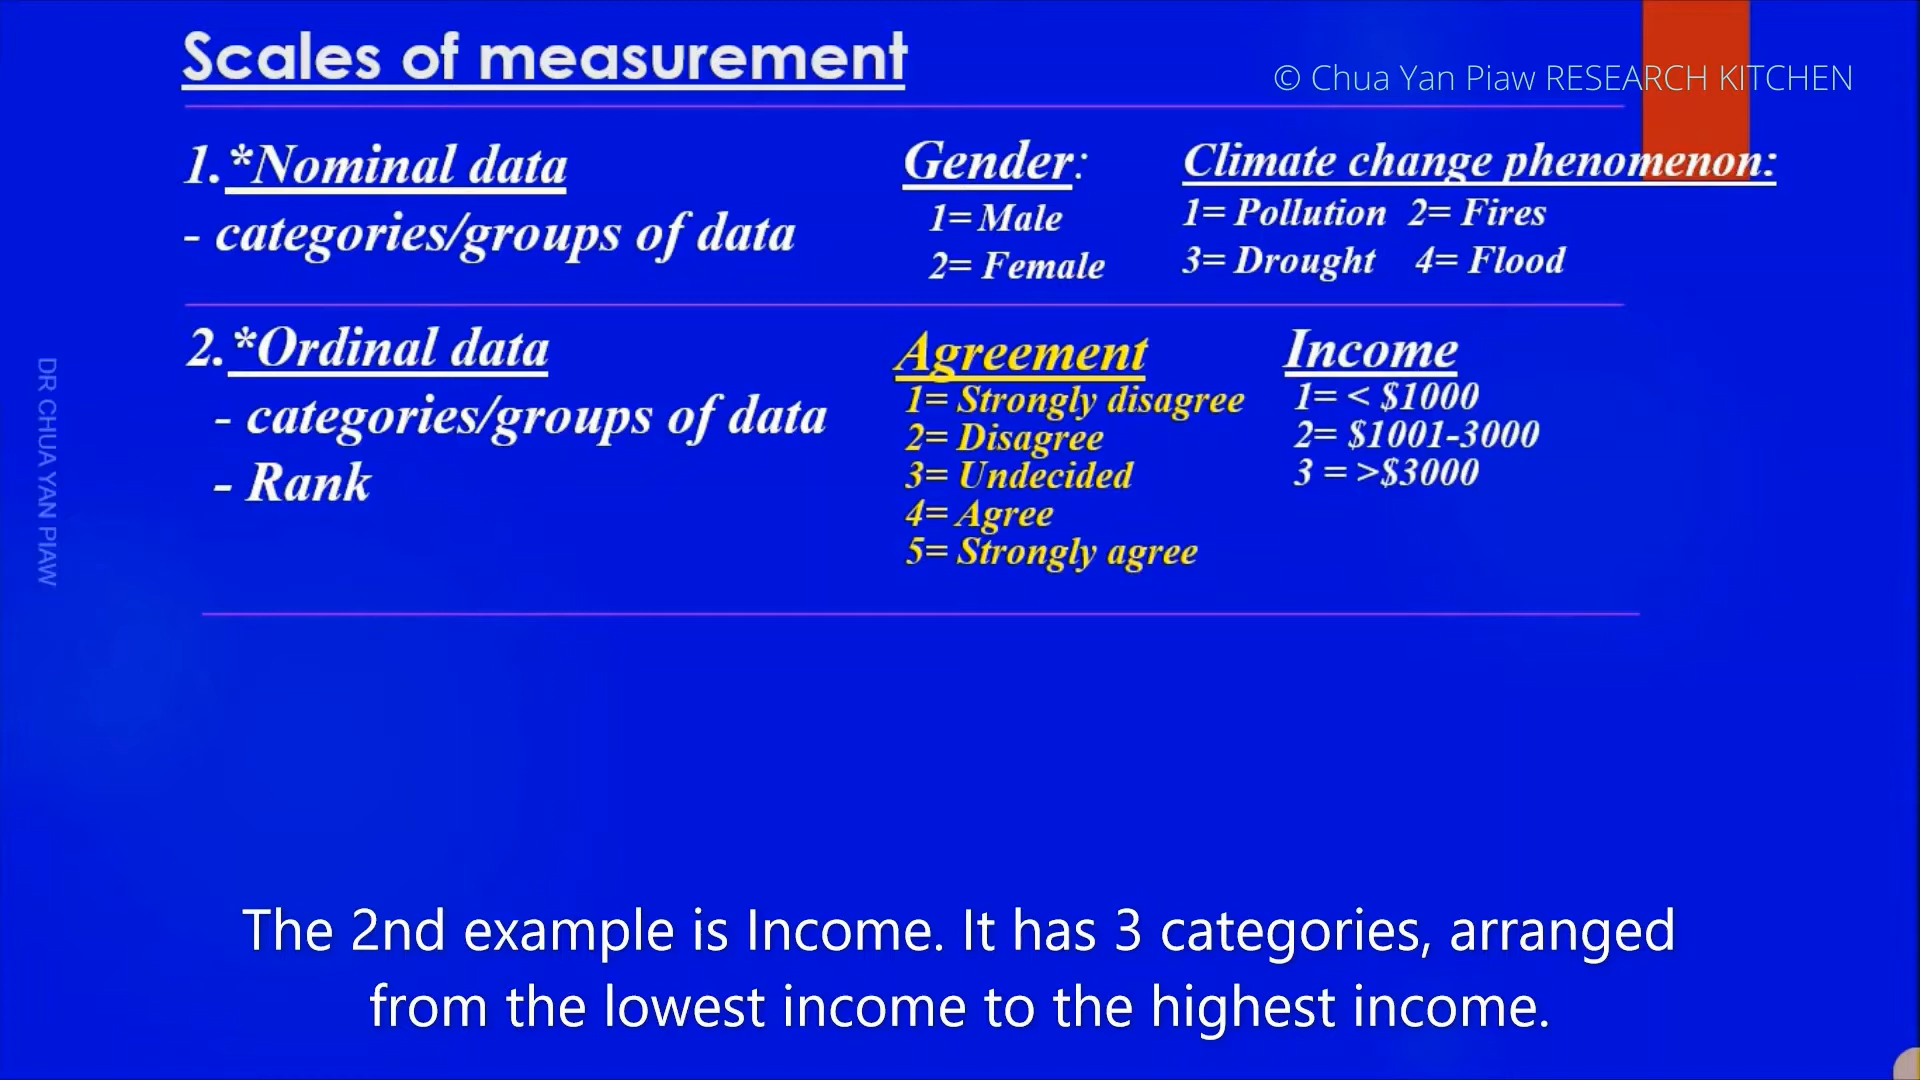 Scales of measurement
© Chua Yan Piaw RESEARCH KITCHEN
1.*Nominal data
- categories/groups of data
Gender:
1= Male
2= Female
Climate change phenomenon:
1= Pollution 2= Fires
3= Drought 4= Flood
2.*Ordinal data
- categories/groups of data
- Rank
Agreement
1= Strongly disagree
2= Disagree
3= Undecided
4= Agree
5= Strongly agree
Income
1= < $1000
2= $1001-3000
3 = >$3000
DR CHUA YAN PIAW
The 2nd example is Income. It has 3 categories, arranged
from the lowest income to the highest income.